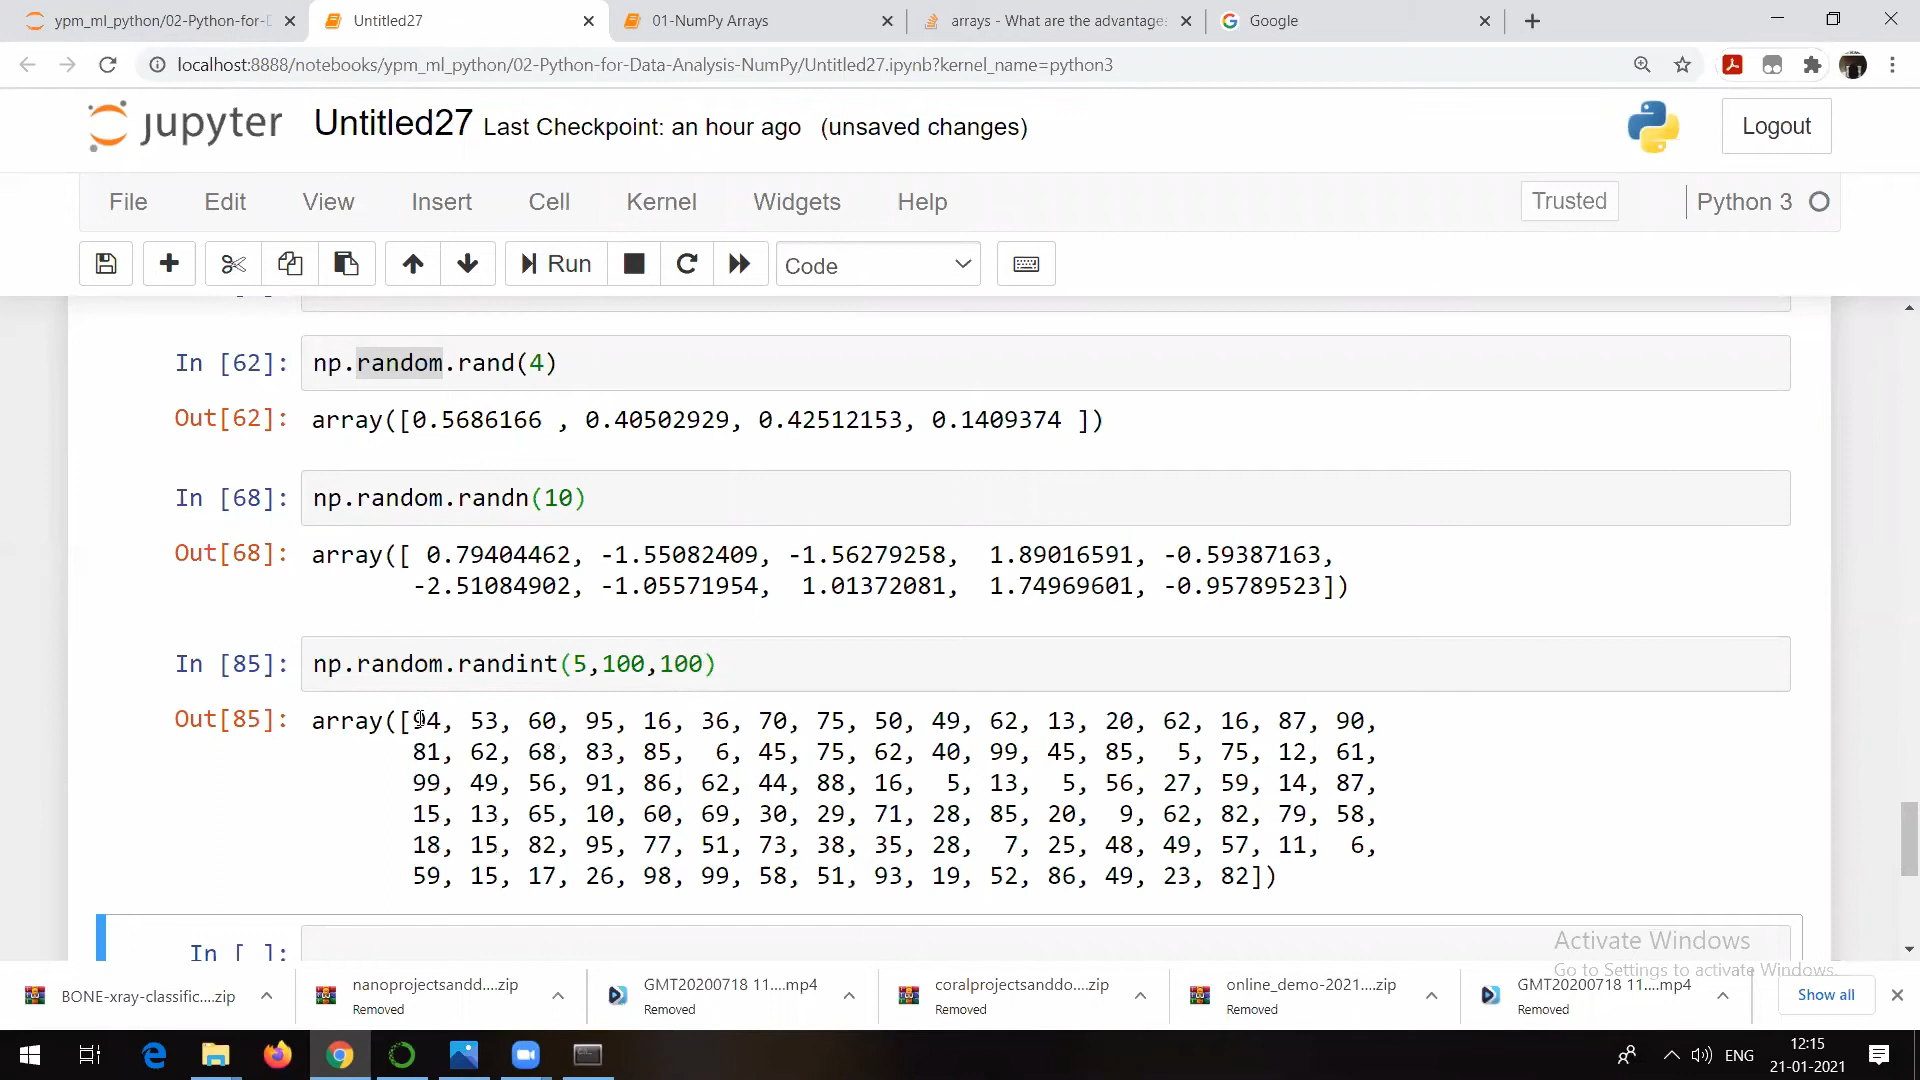 ypm_ml_python/02-Python-for-D
Untitled27
01-NumPy Arrays
arrays - What are the advantage:
Google
localhost:8888/notebooks/ypm_ml_python/02-Python-for-Data-Analysis-NumPy/Untitled27.ipynb?kernel_name=python3
jupyter Untitled27 Last Checkpoint: an hour ago (unsaved changes)
Logout
File Edit View Insert Cell Kernel Widgets Help
Trusted
Python 3
Run
Code
In [62]: np.random.rand(4)
Out[62]: array([0.5686166 , 0.40502929, 0.42512153, 0.1409374 ])
In [68]: np.random.randn(10)
Out[68]: array([ 0.79404462, -1.55082409, -1.56279258, 1.89016591, -0.59387163,
-2.51084902, -1.05571954, 1.01372081, 1.74969601, -0.95789523])
In [85]: np.random.randint(5,100,100)
Out[85]: array([94, 53, 60, 95, 16, 36, 70, 75, 50, 49, 62, 13, 20, 62, 16, 87, 90,
81, 62, 68, 83, 85, 6, 45, 75, 62, 40, 99, 45, 85, 5, 75, 12, 61,
99, 49, 56, 91, 86, 62, 44, 88, 16, 5, 13, 5, 56, 27, 59, 14, 87,
15, 13, 65, 10, 60, 69, 30, 29, 71, 28, 85, 20, 9, 62, 82, 79, 58,
18, 15, 82, 95, 77, 51, 73, 38, 35, 28, 7, 25, 48, 49, 57, 11, 6,
59, 15, 17, 26, 98, 99, 58, 51, 93, 19, 52, 86, 49, 23, 82])
In [ ]:
Activate Windows
Go to Settings to activate Windows.
BONE-xray-classific....zip
nanoprojectsandd....zip
Removed
GMT20200718 11....mp4
Removed
coralprojectsanddo....zip
Removed
online_demo-2021....zip
Removed
GMT20200718 11....mp4
Removed
Show all
ENG
12:15
21-01-2021